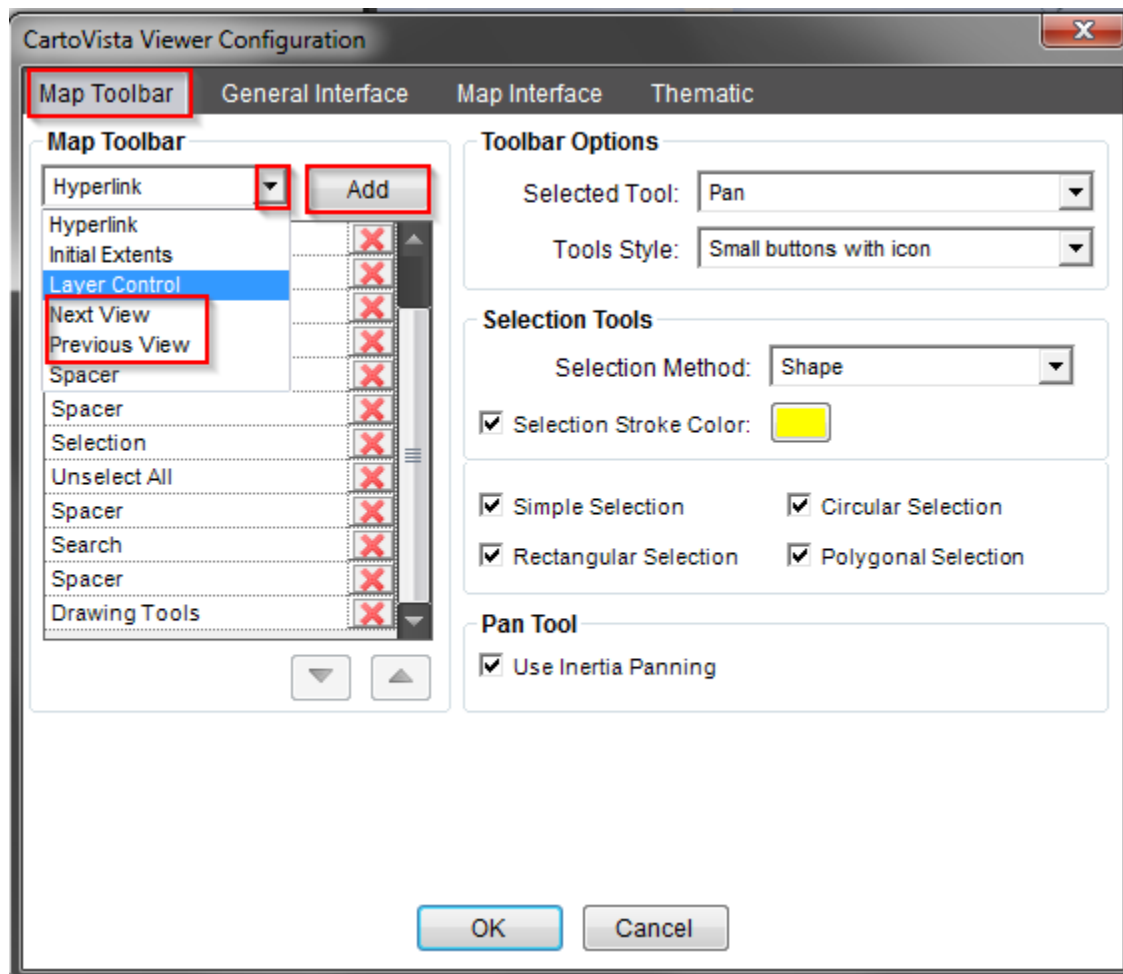 CartoVista Viewer Configuration
Map Toolbar General Interface Map Interface Thematic
Map Toolbar
Hyperlink Add
Hyperlink
Initial Extents
Layer Control
Next View
Previous View
Spacer
Spacer
Selection
Unselect All
Spacer
Search
Spacer
Drawing Tools
Toolbar Options
Selected Tool: Pan
Tools Style: Small buttons with icon
Selection Tools
Selection Method: Shape
Selection Stroke Color:
Simple Selection Circular Selection
Rectangular Selection Polygonal Selection
Pan Tool
Use Inertia Panning
OK Cancel